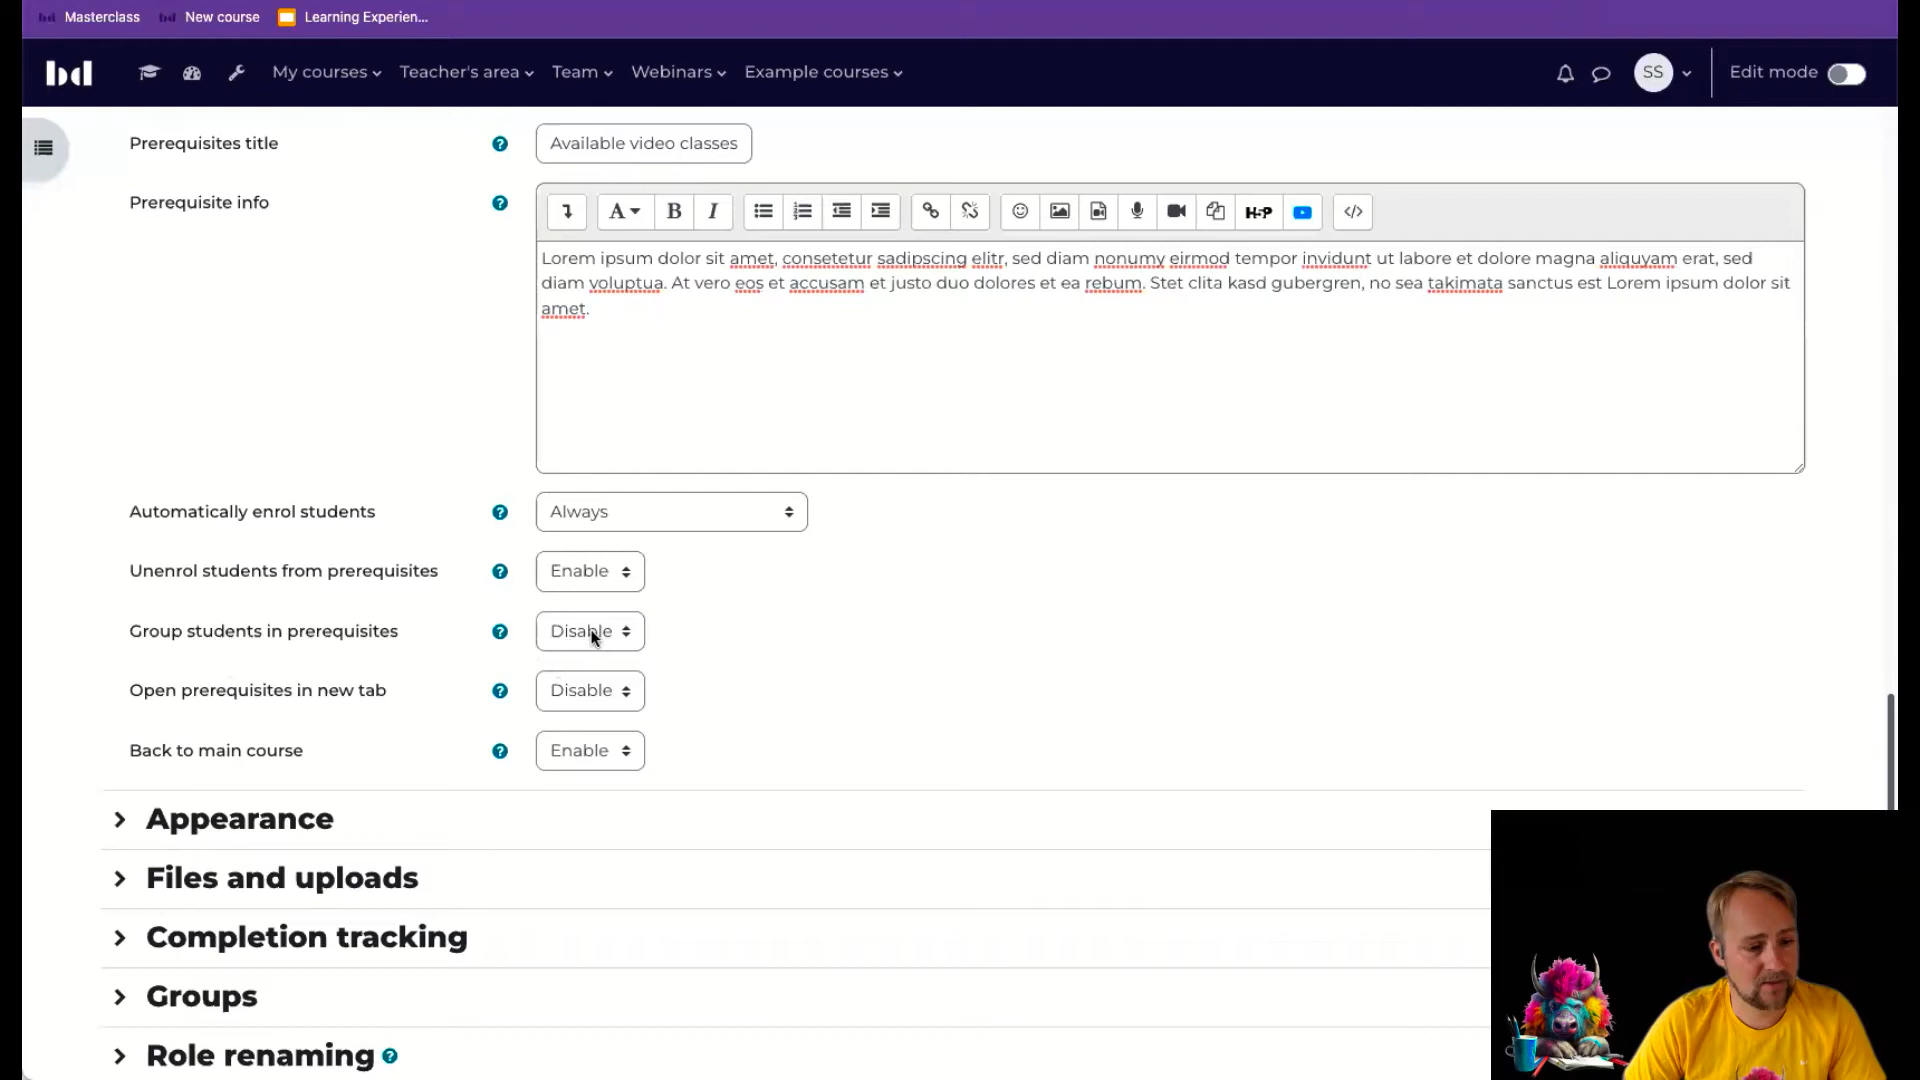 Masterclass New course Learning Experien...
bd My courses Teacher's area Team Webinars Example courses SS Edit mode
Prerequisites title ? Available video classes
Prerequisite info ? A B I H-P </>
Lorem ipsum dolor sit amet, consetetur sadipscing elitr, sed diam nonumy eirmod tempor invidunt ut labore et dolore magna aliquyam erat, sed
diam voluptua. At vero eos et accusam et justo duo dolores et ea rebum. Stet clita kasd gubergren, no sea takimata sanctus est Lorem ipsum dolor sit
amet.
Automatically enrol students ? Always
Unenrol students from prerequisites ? Enable
Group students in prerequisites ? Disable
Open prerequisites in new tab ? Disable
Back to main course ? Enable
Appearance
Files and uploads
Completion tracking
Groups
Role renaming ?